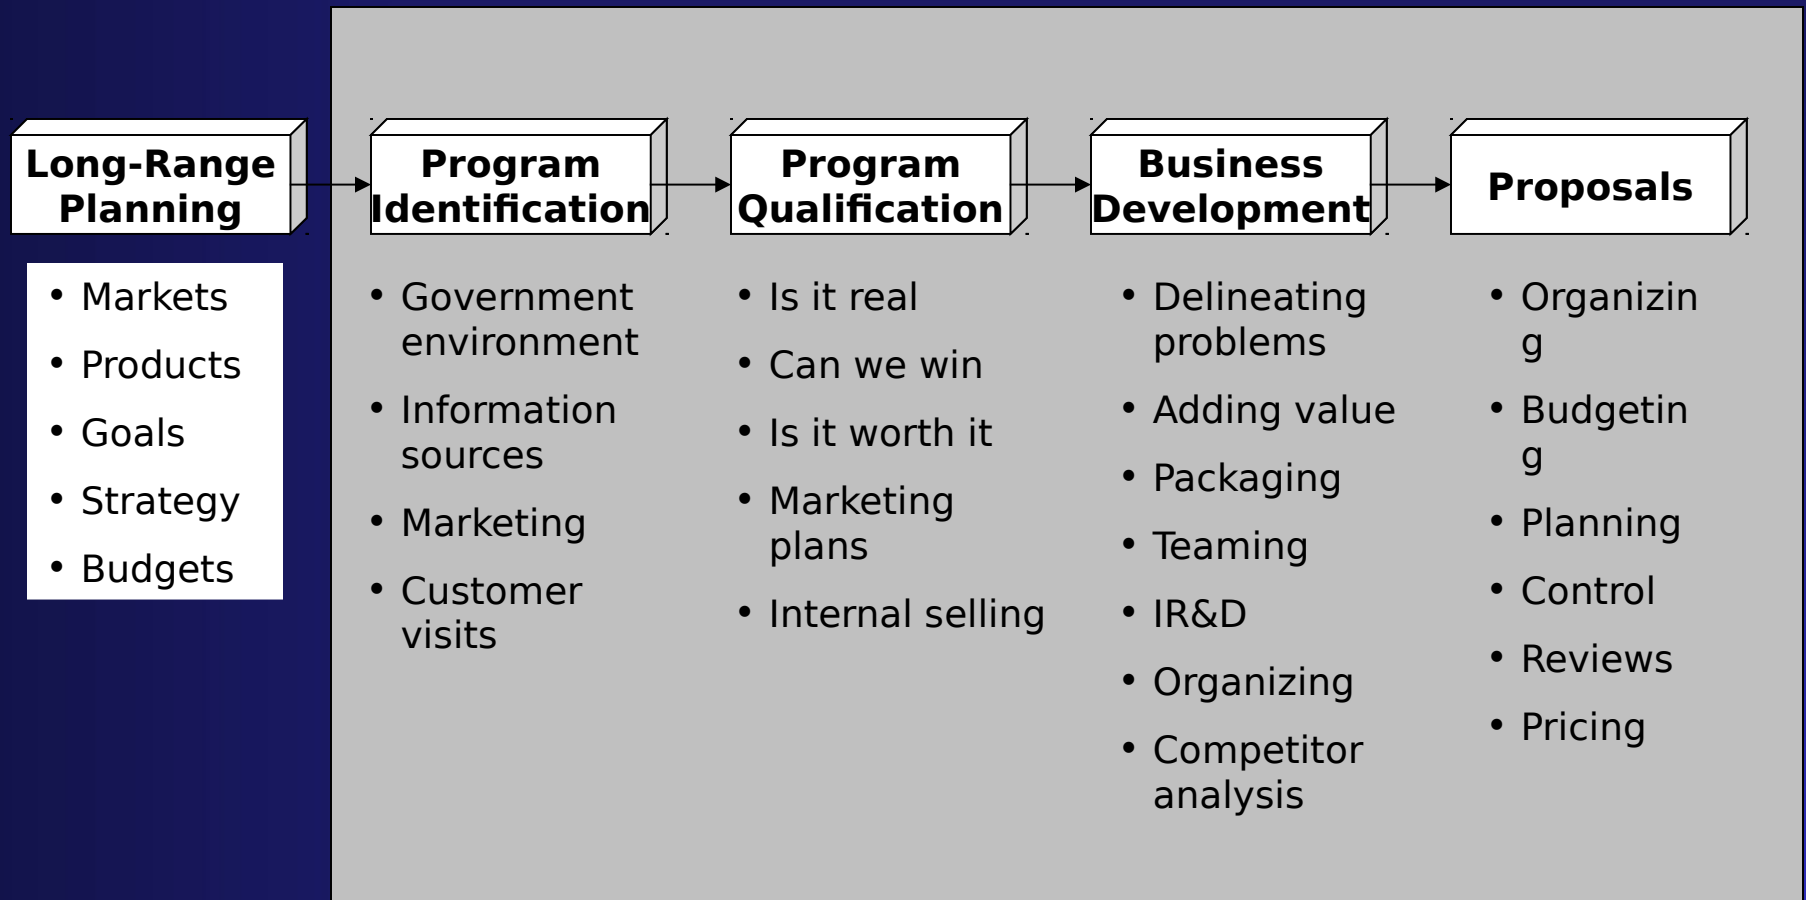 Long-Range
Planning
Program
Identification
Program
Qualification
Business
Development
Proposals
• Markets
• Products
• Goals
• Strategy
• Budgets
• Government
environment
• Information
sources
• Marketing
• Customer
visits
• Is it real
• Can we win
• Is it worth it
• Marketing
plans
• Internal selling
• Delineating
problems
• Adding value
• Packaging
• Teaming
• IR&D
• Organizing
• Competitor
analysis
• Organizin
g
• Budgetin
g
• Planning
• Control
• Reviews
• Pricing